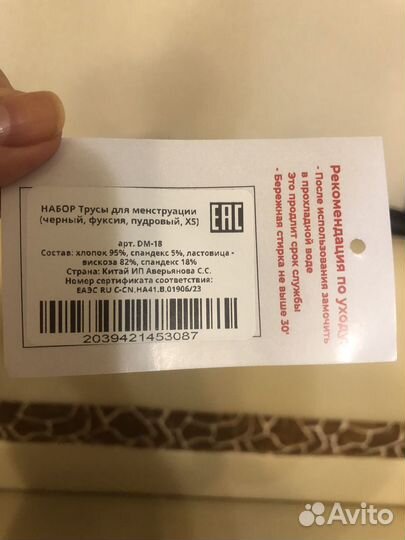 НАБОР Трусы для менструации
(черный, фуксия, пудровый, XS)
EAC
арт. DM-18
Состав: хлопок 95%, спандекс 5%, ластовица -
вискоза 82%, спандекс 18%
Страна: Китай ИП Аверьянова С.С.
Номер сертификата соответствия:
ЕАЭС RU C-CN.HA41.B.01906/23
2039421453087
Рекомендация по уходу
- После использования замочить
в прохладной воде
Это продлит срок службы
- Бережная стирка не выше 30°
Avito